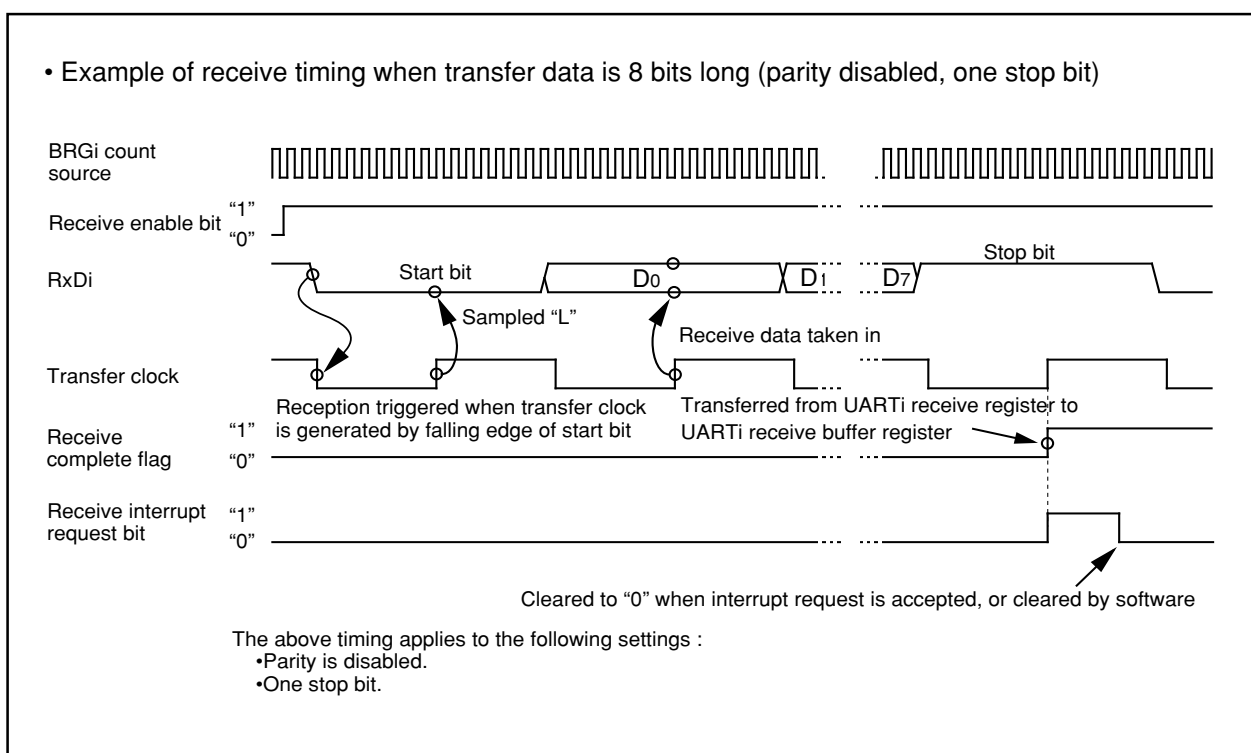 • Example of receive timing when transfer data is 8 bits long (parity disabled, one stop bit)
BRGi count
source
Receive enable bit
“1”
“0”
RxDi
Start bit
D0
D1
D7
Stop bit
Sampled “L”
Receive data taken in
Transfer clock
Reception triggered when transfer clock
is generated by falling edge of start bit
Transferred from UARTi receive register to
UARTi receive buffer register
Receive
complete flag
“1”
“0”
Receive interrupt
request bit
“1”
“0”
Cleared to “0” when interrupt request is accepted, or cleared by software
The above timing applies to the following settings :
•Parity is disabled.
•One stop bit.